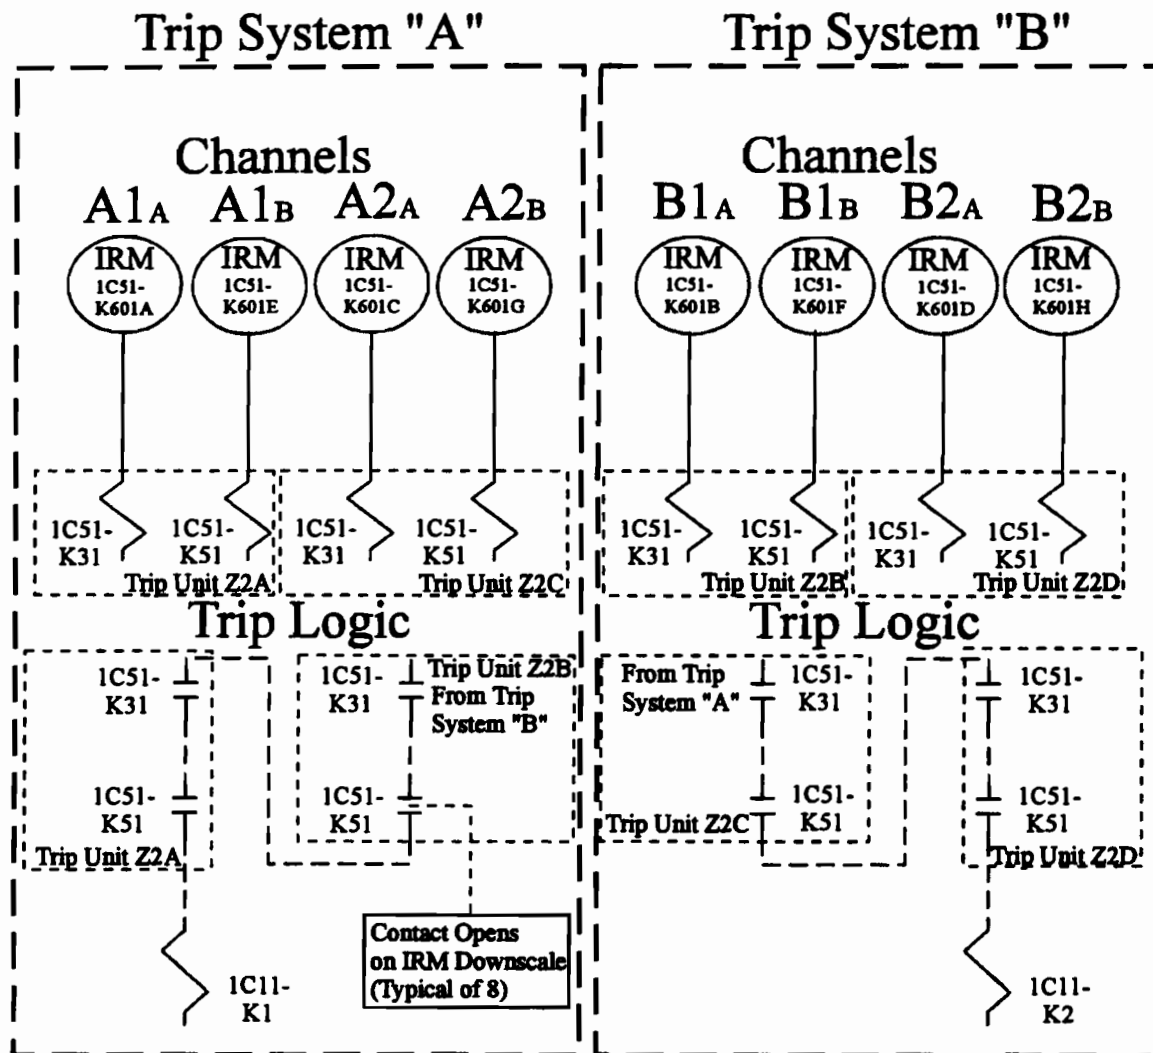 Trip System "A"
Trip System "B"
Channels
Channels
A1A
A1B
A2A
A2B
B1A
B1B
B2A
B2B
IRM
1C51-
K601A
IRM
1C51-
K601E
IRM
1C51-
K601C
IRM
1C51-
K601G
IRM
1C51-
K601B
IRM
1C51-
K601F
IRM
1C51-
K601D
IRM
1C51-
K601H
1C51-
K31
1C51-
K51
Trip Unit Z2A
1C51-
K31
1C51-
K51
Trip Unit Z2C
1C51-
K31
1C51-
K51
Trip Unit Z2B
1C51-
K31
1C51-
K51
Trip Unit Z2D
Trip Logic
Trip Logic
1C51-
K31
1C51-
K51
Trip Unit Z2A
1C51-
K31
Trip Unit Z2B
From Trip
System "B"
1C51-
K51
From Trip
System "A"
1C51-
K31
1C51-
K51
Trip Unit Z2C
1C51-
K31
1C51-
K51
Trip Unit Z2D
Contact Opens
on IRM Downscale
(Typical of 8)
1C11-
K1
1C11-
K2